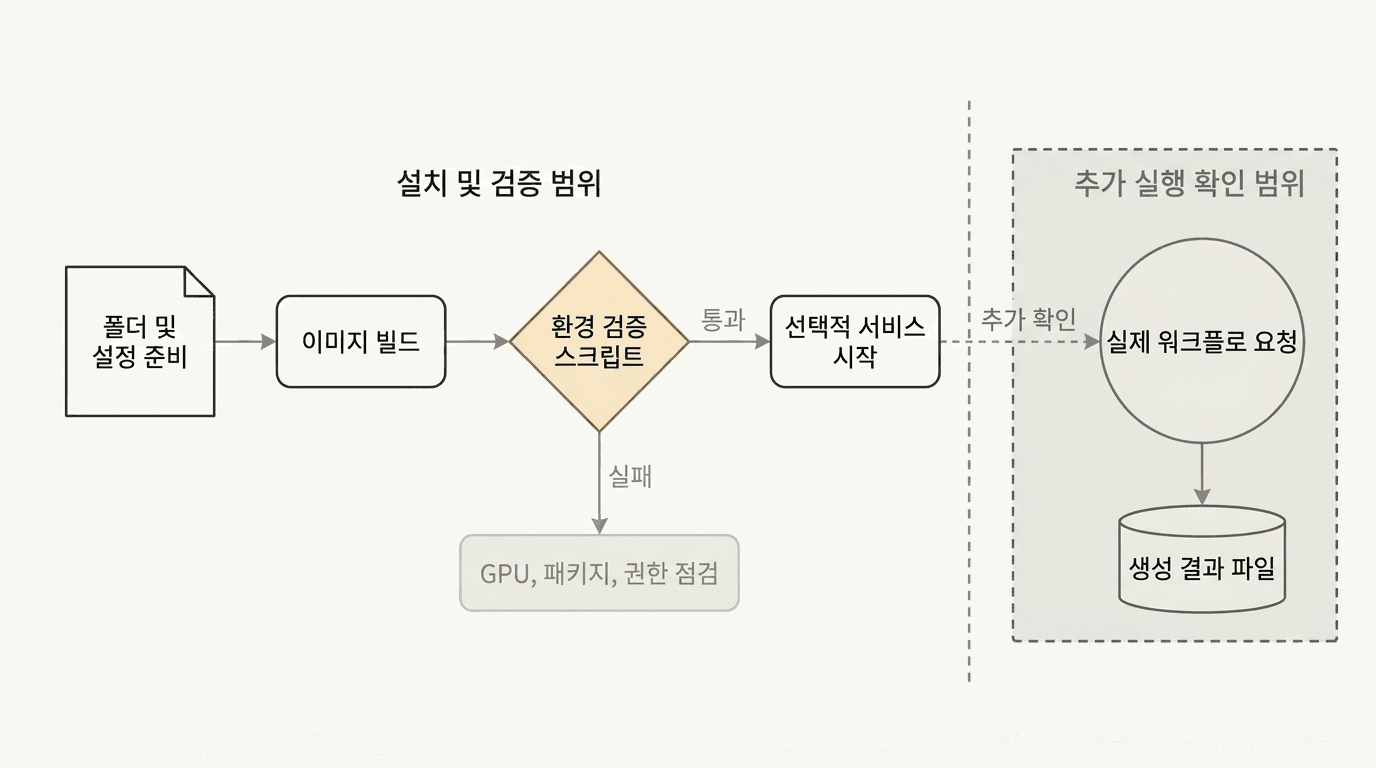 설치 및 검증 범위
추가 실행 확인 범위
폴더 및
설정 준비
이미지 빌드
환경 검증
스크립트
통과
선택적 서비스
시작
추가 확인
실제 워크플로 요청
실패
GPU, 패키지, 권한 점검
생성 결과 파일